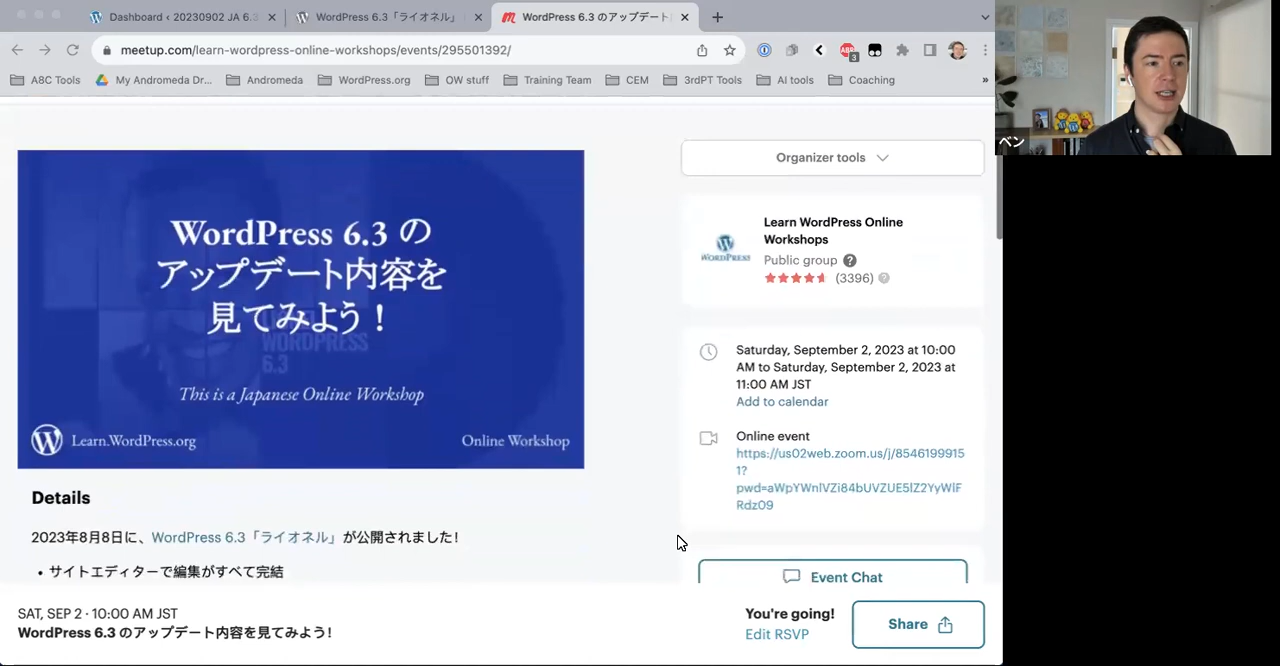 Dashboard ‹ 20230902 JA 6.3
WordPress 6.3「ライオネル」
WordPress 6.3 のアップデート
meetup.com/learn-wordpress-online-workshops/events/295501392/
3
A8C Tools
My Andromeda Dr...
Andromeda
WordPress.org
OW stuff
Training Team
CEM
3rdPT Tools
AI tools
Coaching
»
WordPress 6.3 の
アップデート内容を
見てみよう！
WORDPRESS
6.3
This is a Japanese Online Workshop
Learn.WordPress.org
Online Workshop
Details
2023年8月8日に、WordPress 6.3「ライオネル」が公開されました!
• サイトエディターで編集がすべて完結
Organizer tools
WORDPRESS
Learn WordPress Online
Workshops
Public group
(3396)
Saturday, September 2, 2023 at 10:00
AM to Saturday, September 2, 2023 at
11:00 AM JST
Add to calendar
Online event
https://us02web.zoom.us/j/8546199915
1?
Event Chat
SAT, SEP 2 · 10:00 AM JST
WordPress 6.3 のアップデート内容を見てみよう!
You're going!
Edit RSVP
Share
ベン